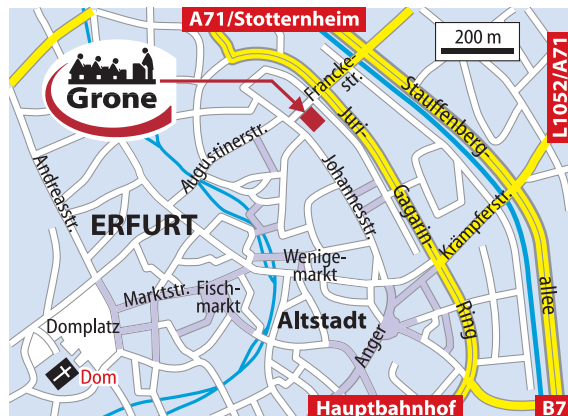 A71/Stotternheim
200 m
Grone
Francke-
str.
L1052/A71
Stauffenberg-
allee
Juri-
Gagarin-
Ring
Augustinerstr.
Johannesstr.
Andreasstr.
Krämpferstr.
ERFURT
Wenige-
markt
Marktstr.
Fisch-
markt
Domplatz
Altstadt
Anger
Dom
Hauptbahnhof
B7